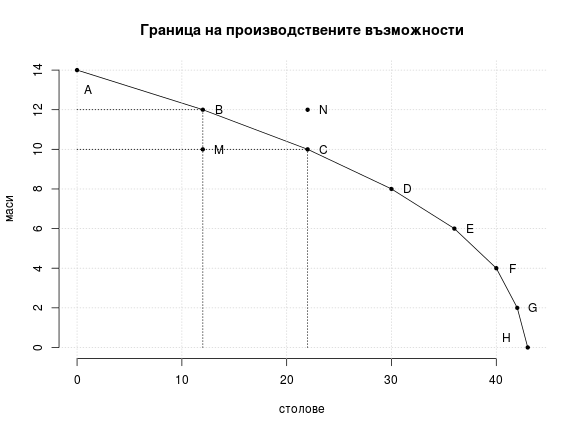 Граница на производствените възможности
маси
14
12
10
8
6
4
2
0
A
B
N
M
C
D
E
F
G
H
0 10 20 30 40
столове